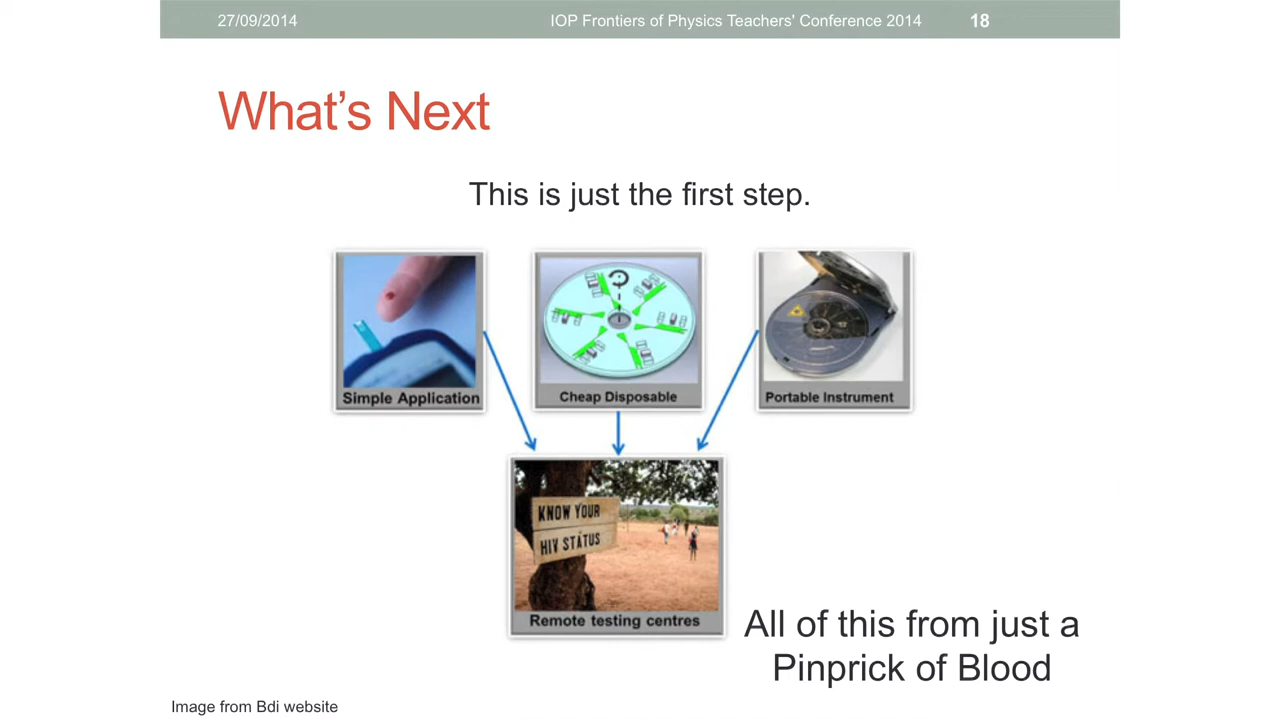 27/09/2014 IOP Frontiers of Physics Teachers' Conference 2014 18
What's Next
This is just the first step.
Simple Application
Cheap Disposable
Portable Instrument
KNOW YOUR
HIV STATUS
Remote testing centres
All of this from just a
Pinprick of Blood
Image from Bdi website